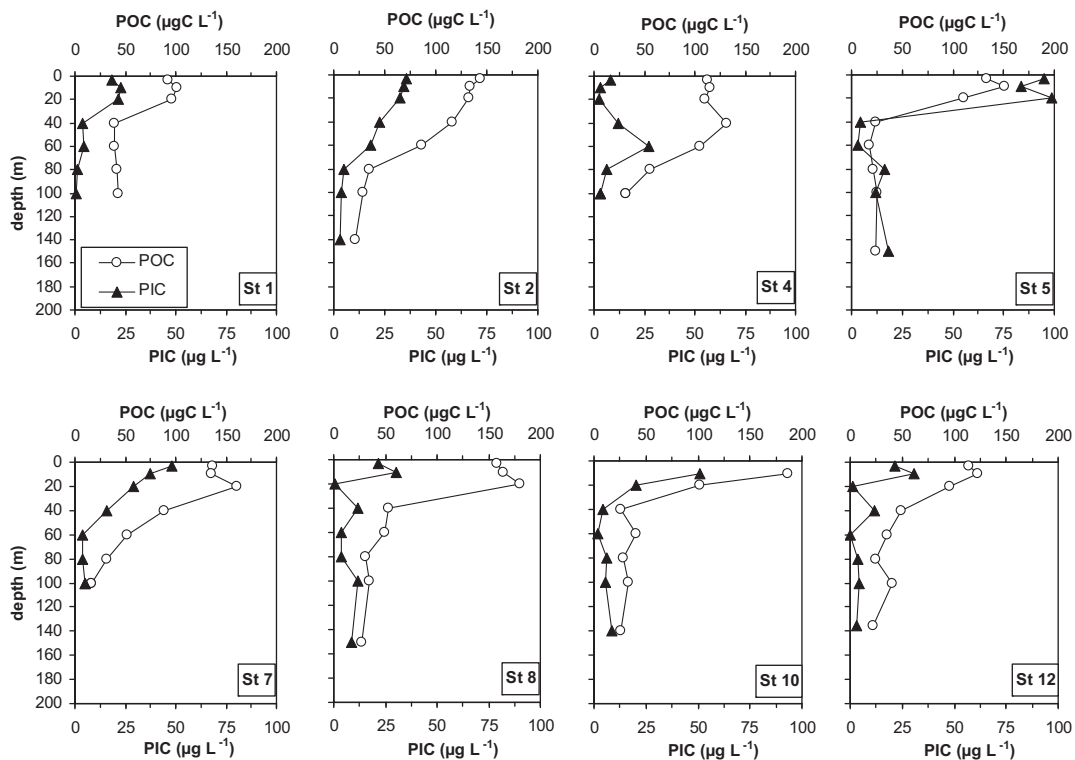 POC (µgC L-1) POC (µgC L-1) POC (µgC L-1) POC (µgC L-1)
0 50 100 150 200 0 50 100 150 200 0 50 100 150 200 0 50 100 150 200
0
20
40
60
80
100
120
140
160
180
200
depth (m)
POC
PIC
St 1 St 2 St 4 St 5
0 25 50 75 100 0 25 50 75 100 0 25 50 75 100 0 25 50 75 100
PIC (µg L-1) PIC (µg L-1) PIC (µg L-1) PIC (µg L-1)
POC (µgC L-1) POC (µgC L-1) POC (µgC L-1) POC (µgC L-1)
0 50 100 150 200 0 50 100 150 200 0 50 100 150 200 0 50 100 150 200
0
20
40
60
80
100
120
140
160
180
200
depth (m)
St 7 St 8 St 10 St 12
0 25 50 75 100 0 25 50 75 100 0 25 50 75 100 0 25 50 75 100
PIC (µg L-1) PIC (µg L-1) PIC (µg L-1) PIC (µg L-1)